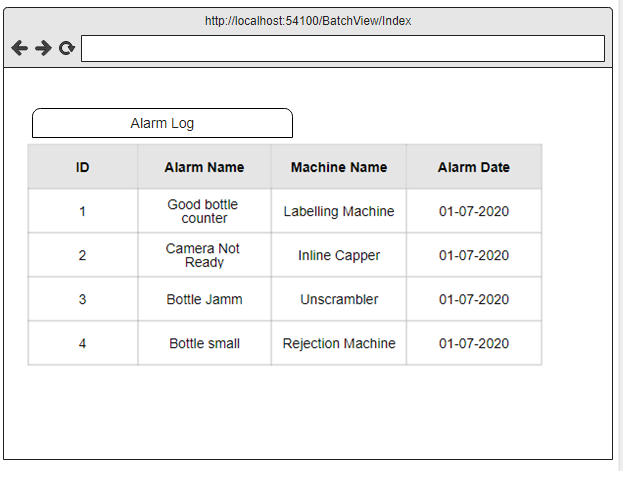 http://localhost:54100/BatchView/Index
Alarm Log
ID Alarm Name Machine Name Alarm Date
1 Good bottle counter Labelling Machine 01-07-2020
2 Camera Not Ready Inline Capper 01-07-2020
3 Bottle Jamm Unscrambler 01-07-2020
4 Bottle small Rejection Machine 01-07-2020